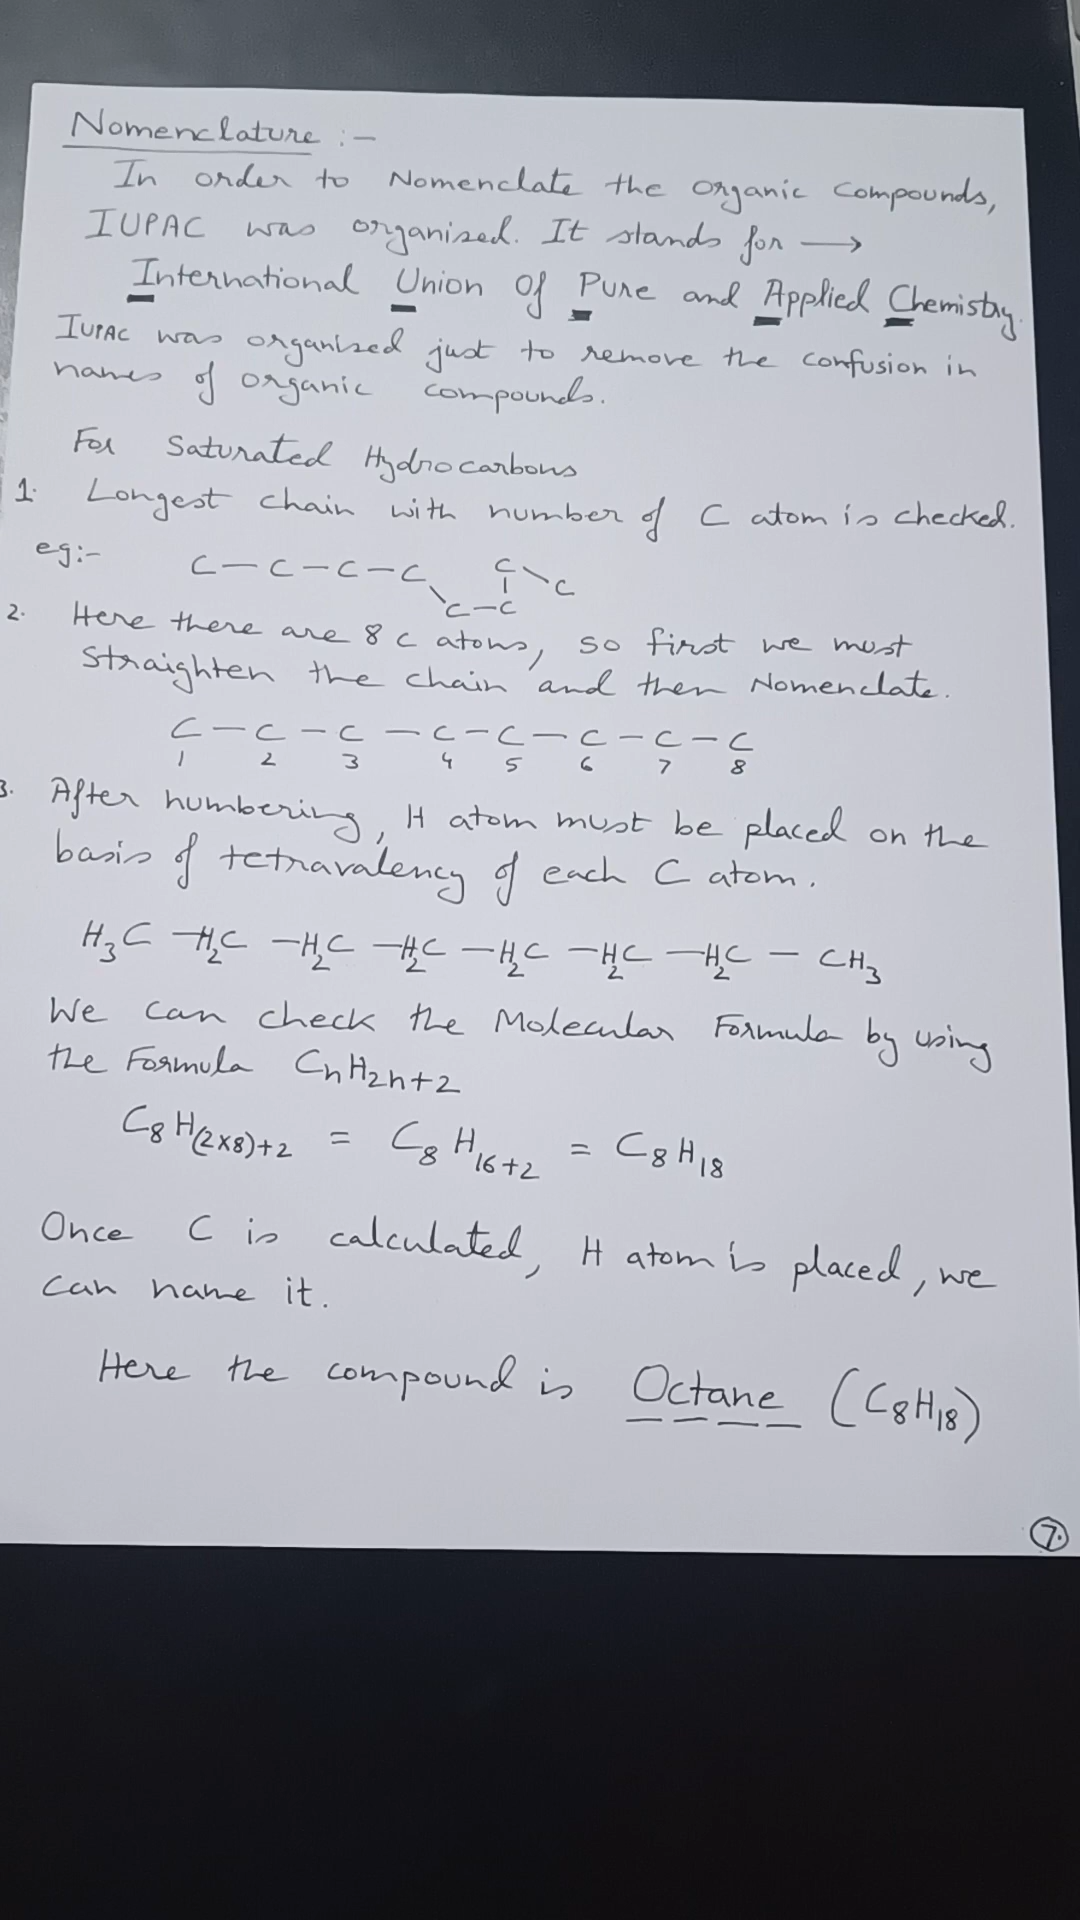 Nomenclature :-
In order to Nomenclate the organic compounds,
IUPAC was organised. It stands for →
International Union Of Pure and Applied Chemistry.
IUPAC was organised just to remove the confusion in
names of organic compounds.
For Saturated Hydrocarbons
1. Longest chain with number of C atom is checked.
eg:- C-C-C-C C\C
\C-C
2. Here there are 8 C atoms, so first we must
straighten the chain and then Nomenclate.
C-C-C-C-C-C-C-C
1 2 3 4 5 6 7 8
3. After numbering, H atom must be placed on the
basis of tetravalency of each C atom.
H₃C-H₂C-H₂C-H₂C-H₂C-H₂C-H₂C-CH₃
We can check the Molecular Formula by using
the Formula CnH2n+2
C₈H(2x8)+2 = C₈H₁₆₊₂ = C₈H₁₈
Once C is calculated, H atom is placed, we
can name it.
Here the compound is Octane (C₈H₁₈)
7.